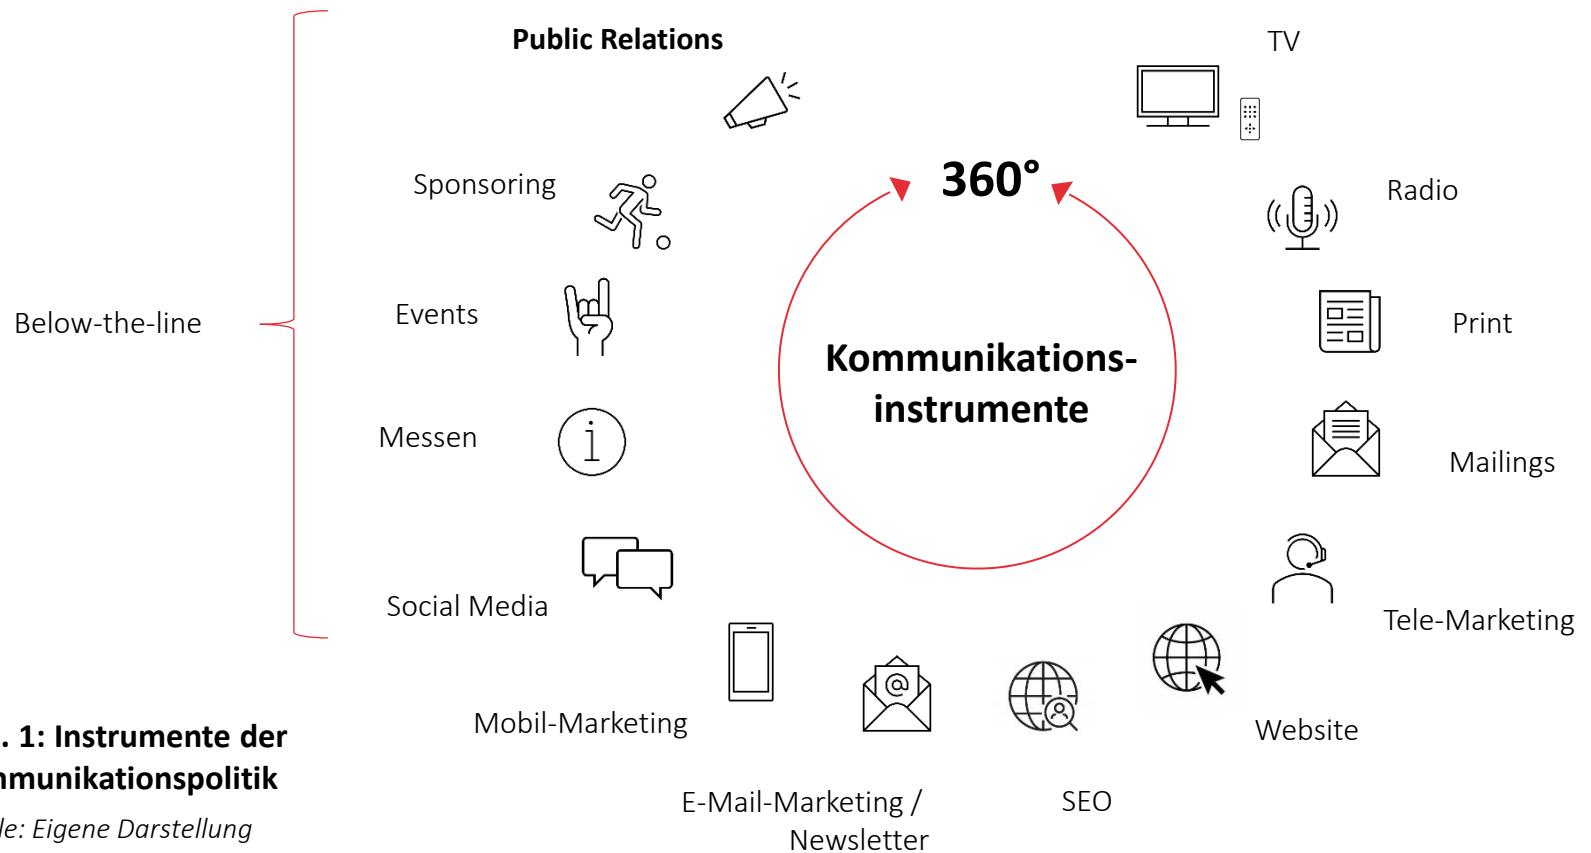 Public Relations
TV
360°
Sponsoring
Radio
Below-the-line
Events
Print
Kommunikations-
instrumente
Messen
i
Mailings
Social Media
Tele-Marketing
@
Mobil-Marketing
Website
E-Mail-Marketing /
Newsletter
SEO
. 1: Instrumente der
mmunikationspolitik
le: Eigene Darstellung